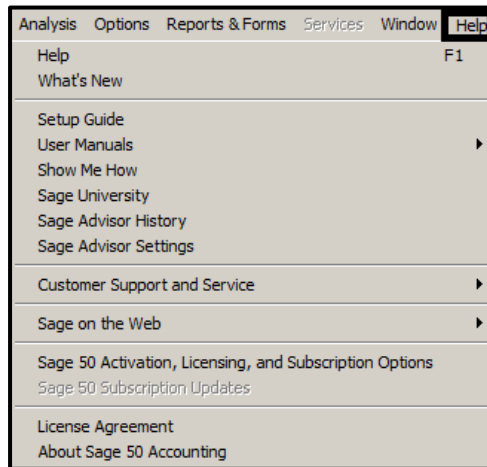 Analysis Options Reports & Forms Services Window Help
Help F1
What's New
Setup Guide
User Manuals
Show Me How
Sage University
Sage Advisor History
Sage Advisor Settings
Customer Support and Service
Sage on the Web
Sage 50 Activation, Licensing, and Subscription Options
Sage 50 Subscription Updates
License Agreement
About Sage 50 Accounting